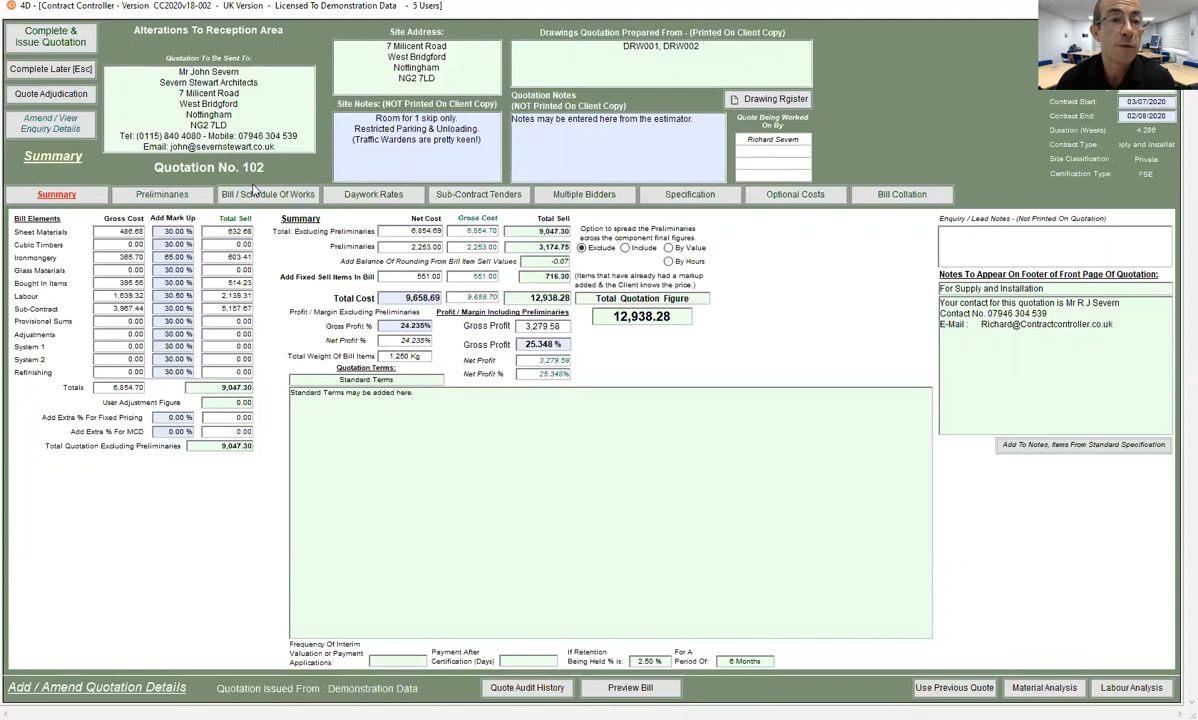 4D - [Contract Controller - Version CC2020v18-002 - UK Version - Licensed To Demonstration Data - 5 Users]
Complete &
Issue Quotation
Complete Later [Esc]
Quote Adjudication
Amend / View
Enquiry Details
Summary
Alterations To Reception Area
Quotation To Be Sent To:
Mr John Severn
Severn Stewart Architects
7 Milicent Road
West Bridgford
Nottingham
NG2 7LD
Tel: (0115) 840 4080 - Mobile: 07946 304 539
Email: john@severnstewart.co.uk
Quotation No. 102
Site Address:
7 Milicent Road
West Bridgford
Nottingham
NG2 7LD
Site Notes: (NOT Printed On Client Copy)
Room for 1 skip only.
Restricted Parking & Unloading.
(Traffic Wardens are pretty keen!)
Drawings Quotation Prepared From - (Printed On Client Copy)
DRW001, DRW002
Quotation Notes
(NOT Printed On Client Copy)
Notes may be entered here from the estimator.
Drawing Rgister
Quote Being Worked
On By
Richard Severn
Contract Start: 03/07/2020
Contract End: 02/08/2020
Duration (Weeks) 4.286
Contract Type : pply and Installat
Site Classification : Private
Certification Type: FSE
Summary Preliminaries Bill / Schedule Of Works Daywork Rates Sub-Contract Tenders Multiple Bidders Specification Optional Costs Bill Collation
Bill Elements Gross Cost Add Mark Up Total Sell
Sheet Materials 486.68 30.00 % 632.68
Cubic Timbers 0.00 30.00 % 0.00
Ironmongery 365.70 65.00 % 603.41
Glass Materials 0.00 30.00 % 0.00
Bought In Items 395.56 30.00 % 514.23
Labour 1,639.32 30.50 % 2,139.31
Sub-Contract 3,967.44 30.00 % 5,157.67
Provisional Sums 0.00 30.00 % 0.00
Adjustments 0.00 30.00 % 0.00
System 1 0.00 30.00 % 0.00
System 2 0.00 30.00 % 0.00
Refinishing 0.00 30.00 % 0.00
Totals 6,854.70 9,047.30
User Adjustment Figure 0.00
Add Extra % For Fixed Pricing 0.00 % 0.00
Add Extra % For MCD 0.00 % 0.00
Total Quotation Excluding Preliminaries 9,047.30
Summary Net Cost Gross Cost Total Sell
Total: Excluding Preliminaries 6,854.69 6,854.70 9,047.30
Preliminaries 2,253.00 2,253.00 3,174.75
Add Balance Of Rounding From Bill Item Sell Values -0.07
Add Fixed Sell Items In Bill 551.00 551.00 716.30
Total Cost 9,658.69 9,658.70 12,938.28
Profit / Margin Excluding Preliminaries Profit / Margin Including Preliminaries
Gross Profit % 24.235% Gross Profit 3,279.58
Net Profit % 24.235% Gross Profit 25.348 %
Total Weight Of Bill Items 1.250 Kg Net Profit 3,279.58
Net Profit % 25.348%
Option to spread the Preliminaries
across the component final figures.
Exclude Include By Value
By Hours
(Items that have already had a markup
added & the Client knows the price.)
Total Quotation Figure
12,938.28
Quotation Terms:
Standard Terms
Standard Terms may be added here.
Enquiry / Lead Notes - (Not Printed On Quotation)
Notes To Appear On Footer of Front Page Of Quotation:
For Supply and Installation
Your contact for this quotation is Mr R J Severn
Contact No. 07946 304 539
E-Mail : Richard@Contractcontroller.co.uk
Add To Notes, Items From Standard Specification
Frequency Of Interim
Valuation or Payment
Applications:
Payment After
Certification (Days)
If Retention
Being Held % is: 2.50 %
For A
Period Of: 6 Months
Add / Amend Quotation Details
Quotation Issued From : Demonstration Data
Quote Audit History
Preview Bill
Use Previous Quote
Material Analysis
Labour Analysis